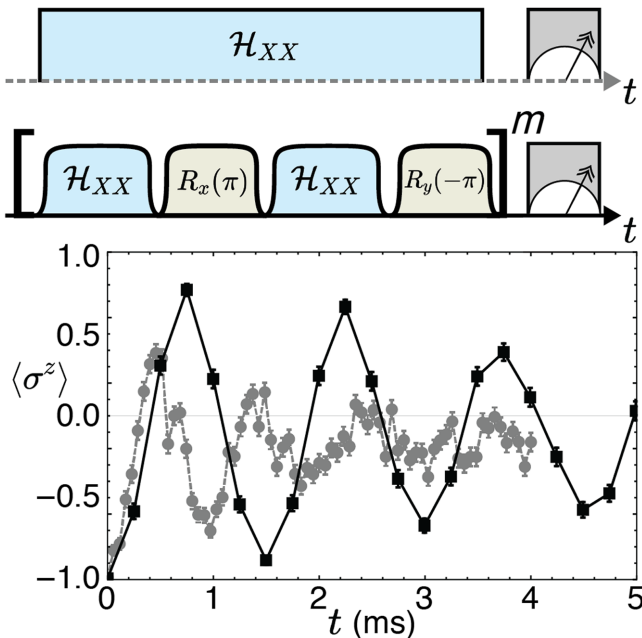 ℋ_XX
t
m
ℋ_XX R_x(π) ℋ_XX R_y(−π)
t
1.0
0.5
⟨σ^z⟩
0.0
−0.5
−1.0
0 1 2 3 4 5
t (ms)